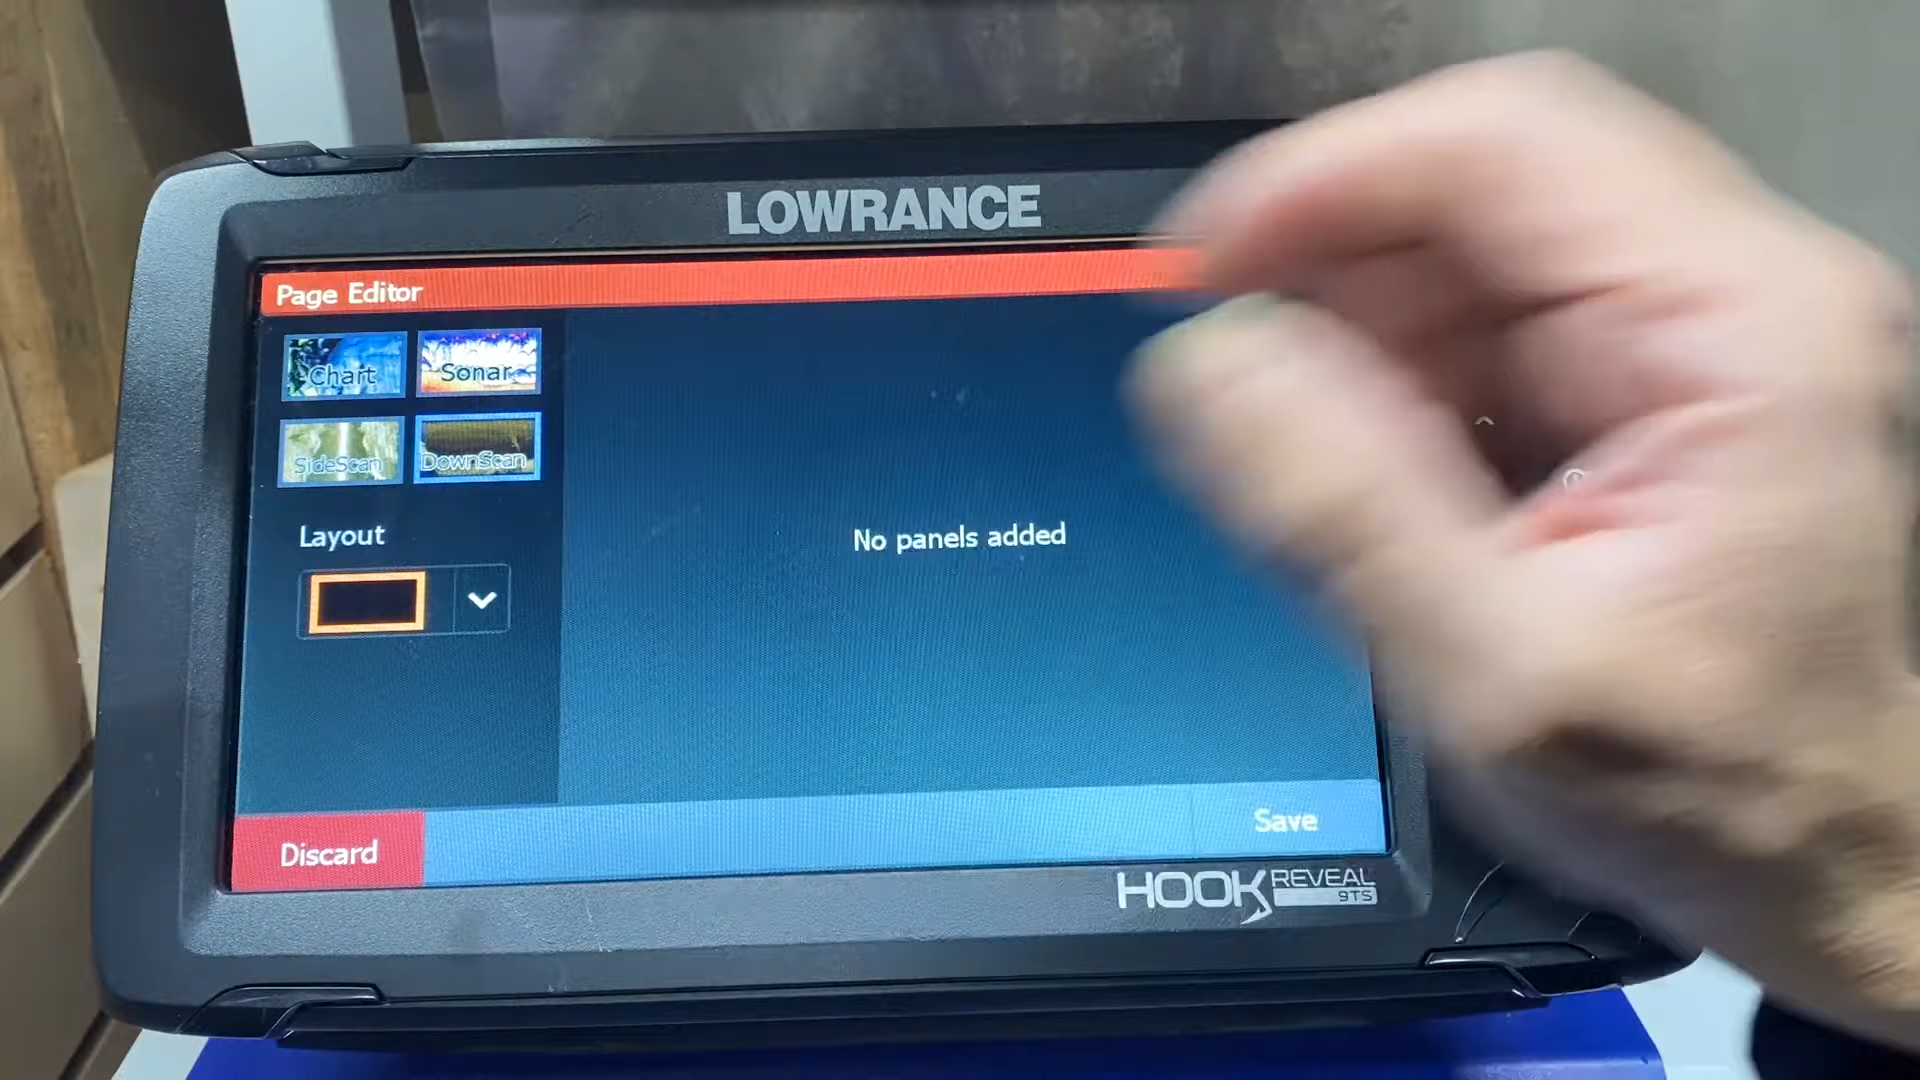 LOWRANCE
Page Editor
Chart
Sonar
SideScan
DownScan
Layout
No panels added
Discard
Save
HOOK REVEAL
9TS